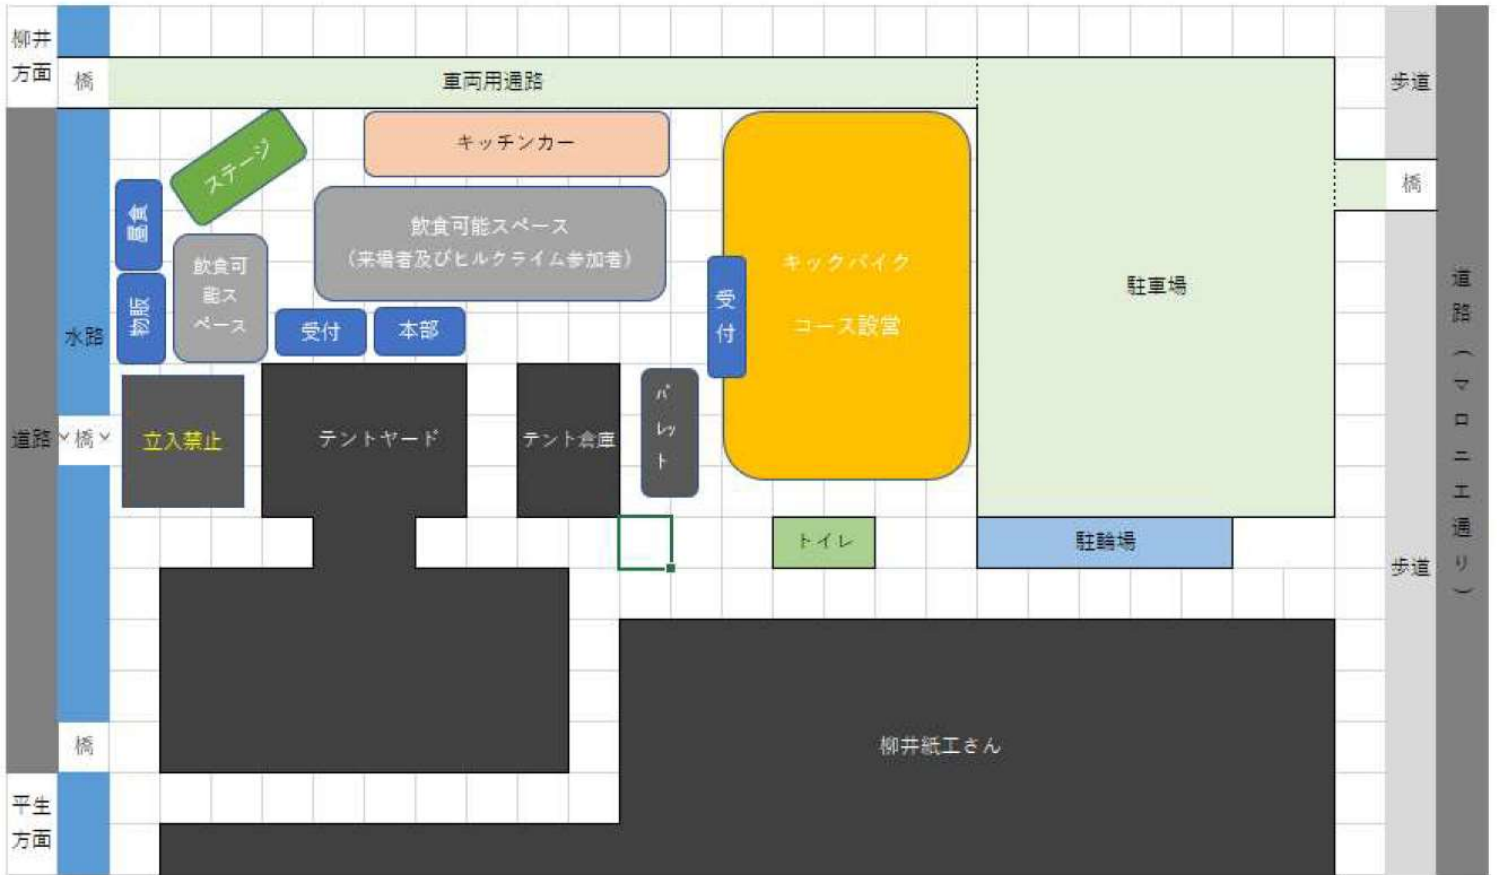 柳井
方面
橋
車両用通路
歩道
ステージ
キッチンカー
橋
昼食
飲食可能スペース
（来場者及びヒルクライム参加者）
飲食可
能ス
ペース
キックバイク
コース設営
受付
駐車場
道路（マロニエ通り）
物販
受付
本部
水路
道路
橋
立入禁止
テントヤード
テント倉庫
パレット
トイレ
駐輪場
歩道
橋
柳井紙工さん
平生
方面